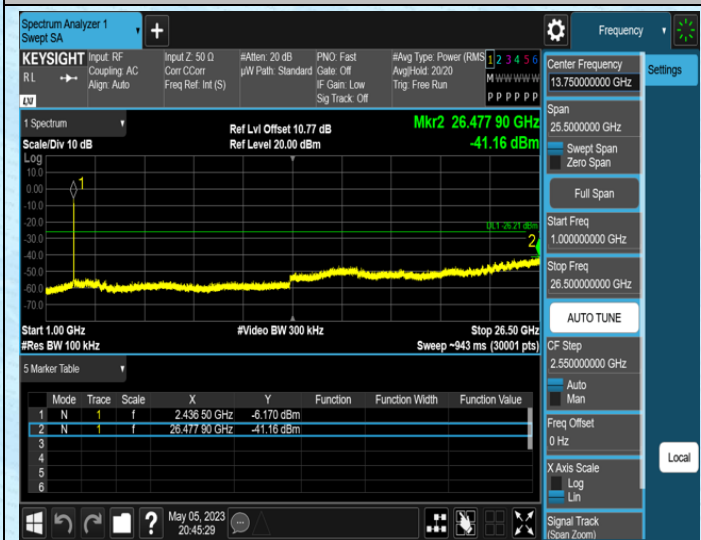 Spectrum Analyzer 1
Swept SA
Frequency
KEYSIGHT
Input: RF
Coupling: AC
Align: Auto
Input Z: 50 Ω
Corr CCorr
Freq Ref: Int (S)
#Atten: 20 dB
µW Path: Standard
PNO: Fast
Gate: Off
IF Gain: Low
Sig Track: Off
#Avg Type: Power (RMS
Avg|Hold: 20/20
Trig: Free Run
1 2 3 4 5 6
M W W W W W
P P P P P P
R L
LXI
1 Spectrum
Scale/Div 10 dB
Ref Lvl Offset 10.77 dB
Ref Level 20.00 dBm
Mkr2 26.477 90 GHz
-41.16 dBm
Log
10.0
0.00
-10.0
-20.0
-30.0
-40.0
-50.0
-60.0
-70.0
1
DL1 -26.21 dBm
2
Start 1.00 GHz
#Res BW 100 kHz
#Video BW 300 kHz
Stop 26.50 GHz
Sweep ~943 ms (30001 pts)
5 Marker Table
Mode Trace Scale X Y Function Function Width Function Value
1 N 1 f 2.436 50 GHz -6.170 dBm
2 N 1 f 26.477 90 GHz -41.16 dBm
3
4
5
6
May 05, 2023
20:45:29
?
Center Frequency
13.750000000 GHz
Settings
Span
25.5000000 GHz
Swept Span
Zero Span
Full Span
Start Freq
1.000000000 GHz
Stop Freq
26.500000000 GHz
AUTO TUNE
CF Step
2.550000000 GHz
Auto
Man
Freq Offset
0 Hz
X Axis Scale
Log
Lin
Signal Track
(Span Zoom)
Local